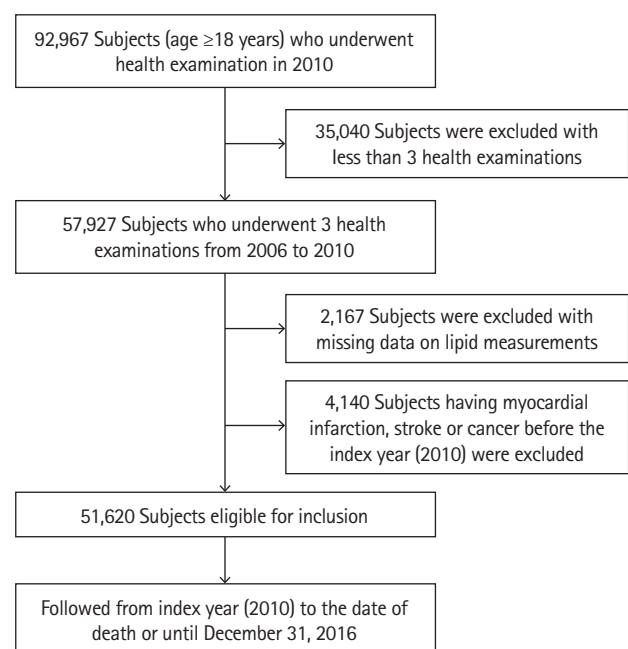 92,967 Subjects (age ≥18 years) who underwent
health examination in 2010
35,040 Subjects were excluded with
less than 3 health examinations
57,927 Subjects who underwent 3 health
examinations from 2006 to 2010
2,167 Subjects were excluded with
missing data on lipid measurements
4,140 Subjects having myocardial
infarction, stroke or cancer before the
index year (2010) were excluded
51,620 Subjects eligible for inclusion
Followed from index year (2010) to the date of
death or until December 31, 2016